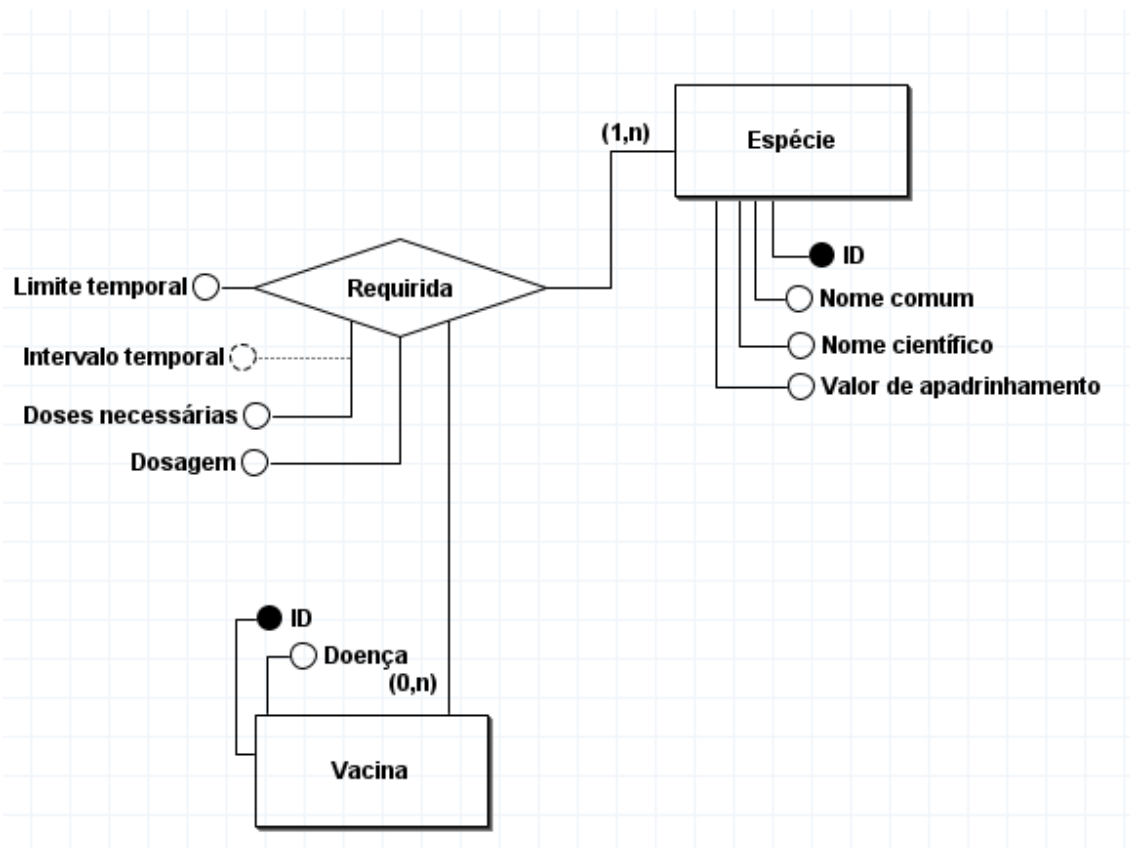 (1,n)
Espécie
ID
Nome comum
Nome científico
Valor de apadrinhamento
Requirida
Limite temporal
Intervalo temporal
Doses necessárias
Dosagem
ID
Doença
(0,n)
Vacina